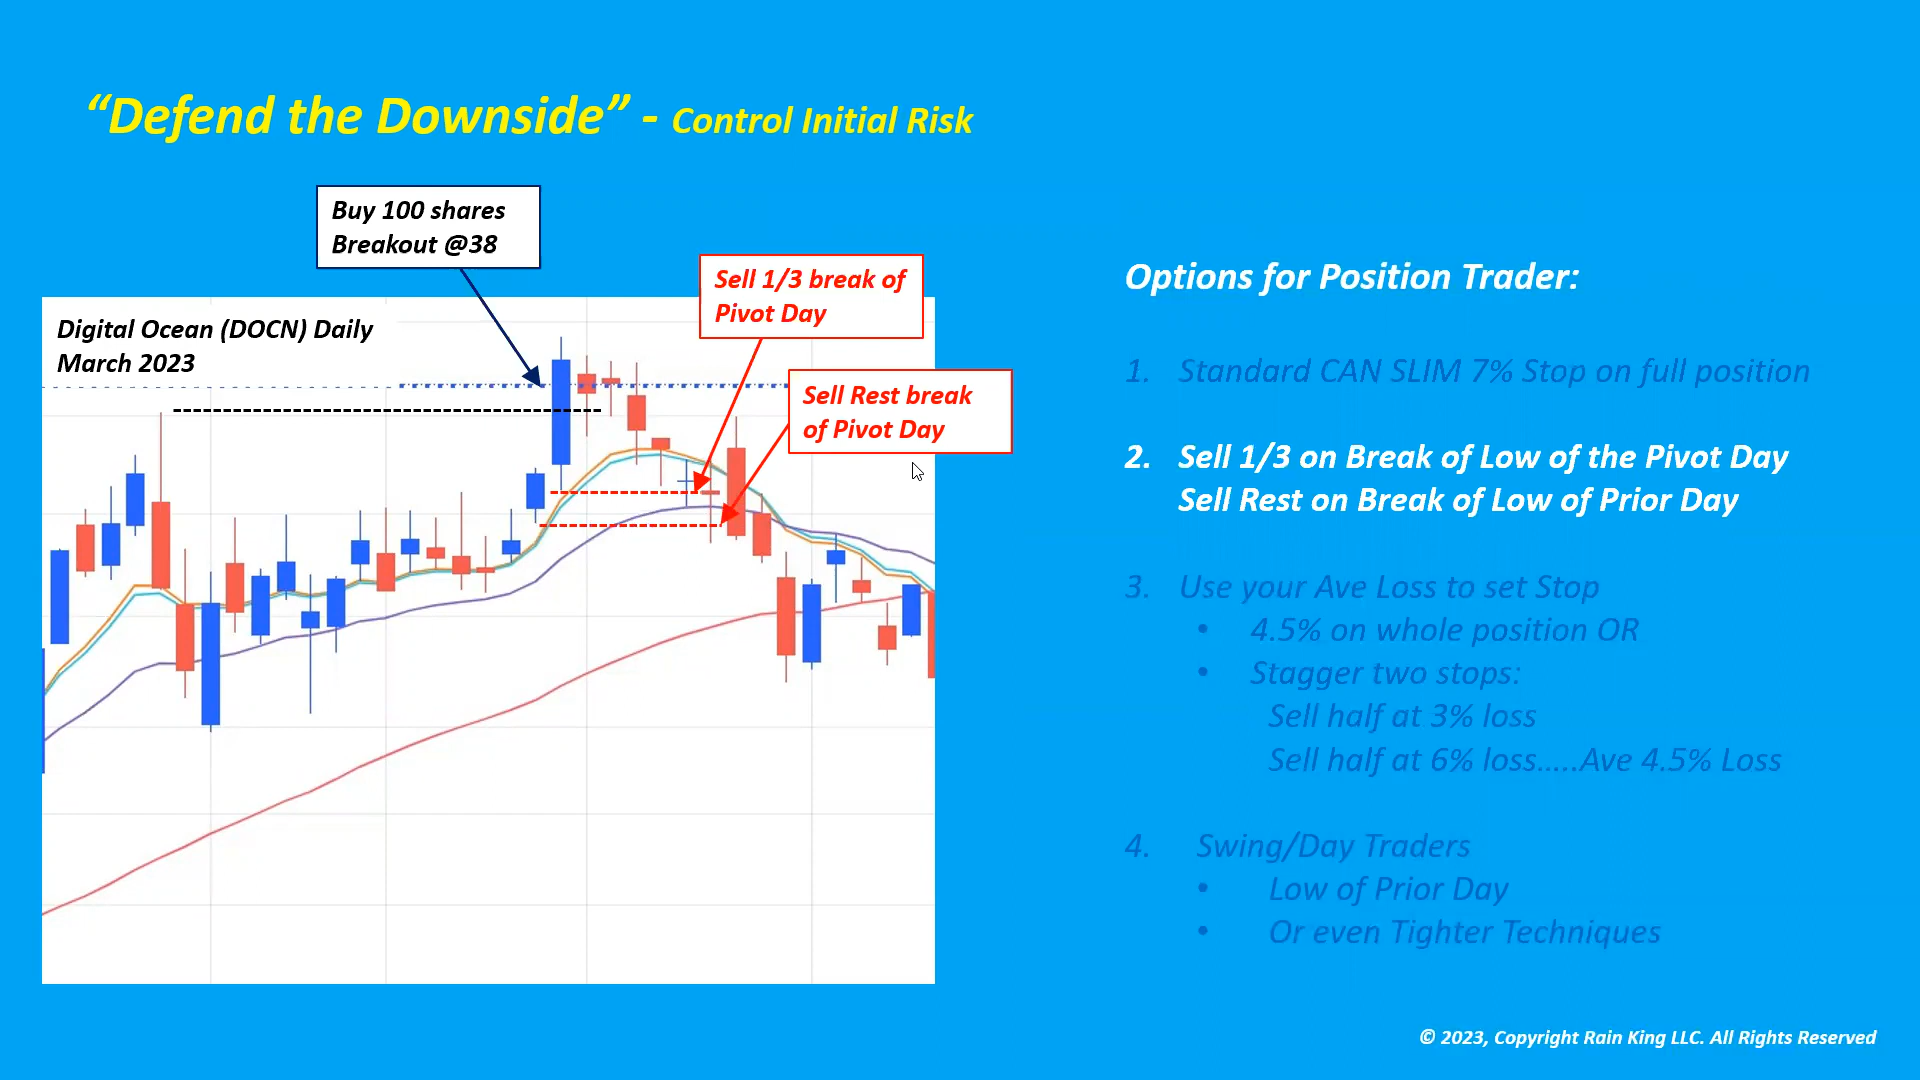 “Defend the Downside” - Control Initial Risk
Buy 100 shares
Breakout @38
Sell 1/3 break of
Pivot Day
Digital Ocean (DOCN) Daily
March 2023
Sell Rest break
of Pivot Day
Options for Position Trader:
1. Standard CAN SLIM 7% Stop on full position
2. Sell 1/3 on Break of Low of the Pivot Day
Sell Rest on Break of Low of Prior Day
3. Use your Ave Loss to set Stop
• 4.5% on whole position OR
• Stagger two stops:
Sell half at 3% loss
Sell half at 6% loss.....Ave 4.5% Loss
4. Swing/Day Traders
• Low of Prior Day
• Or even Tighter Techniques
© 2023, Copyright Rain King LLC. All Rights Reserved